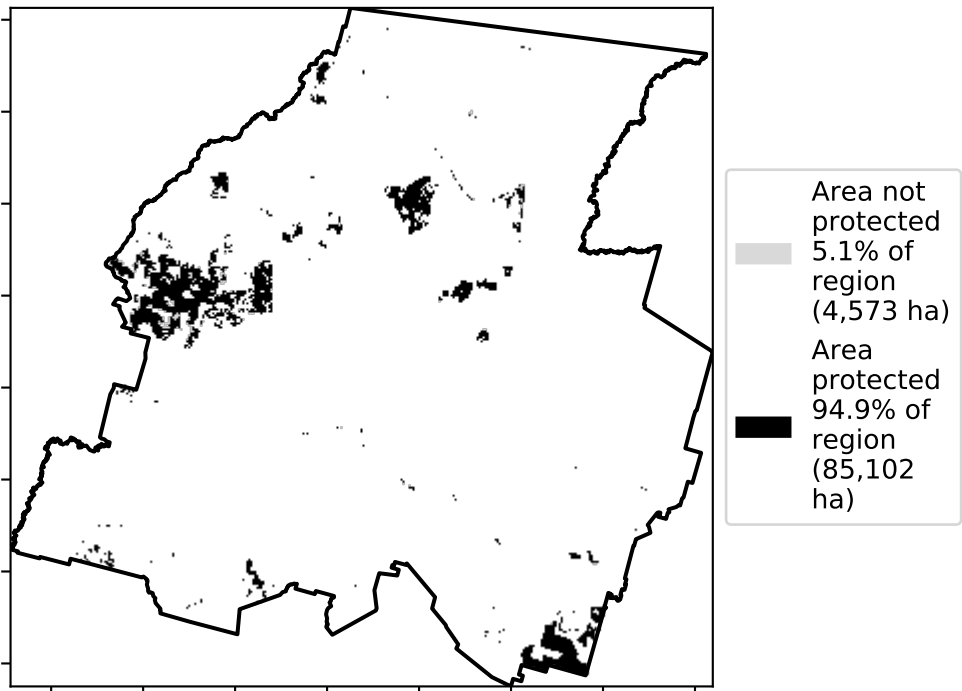 Area not
protected
5.1% of
region
(4,573 ha)
Area
protected
94.9% of
region
(85,102
ha)